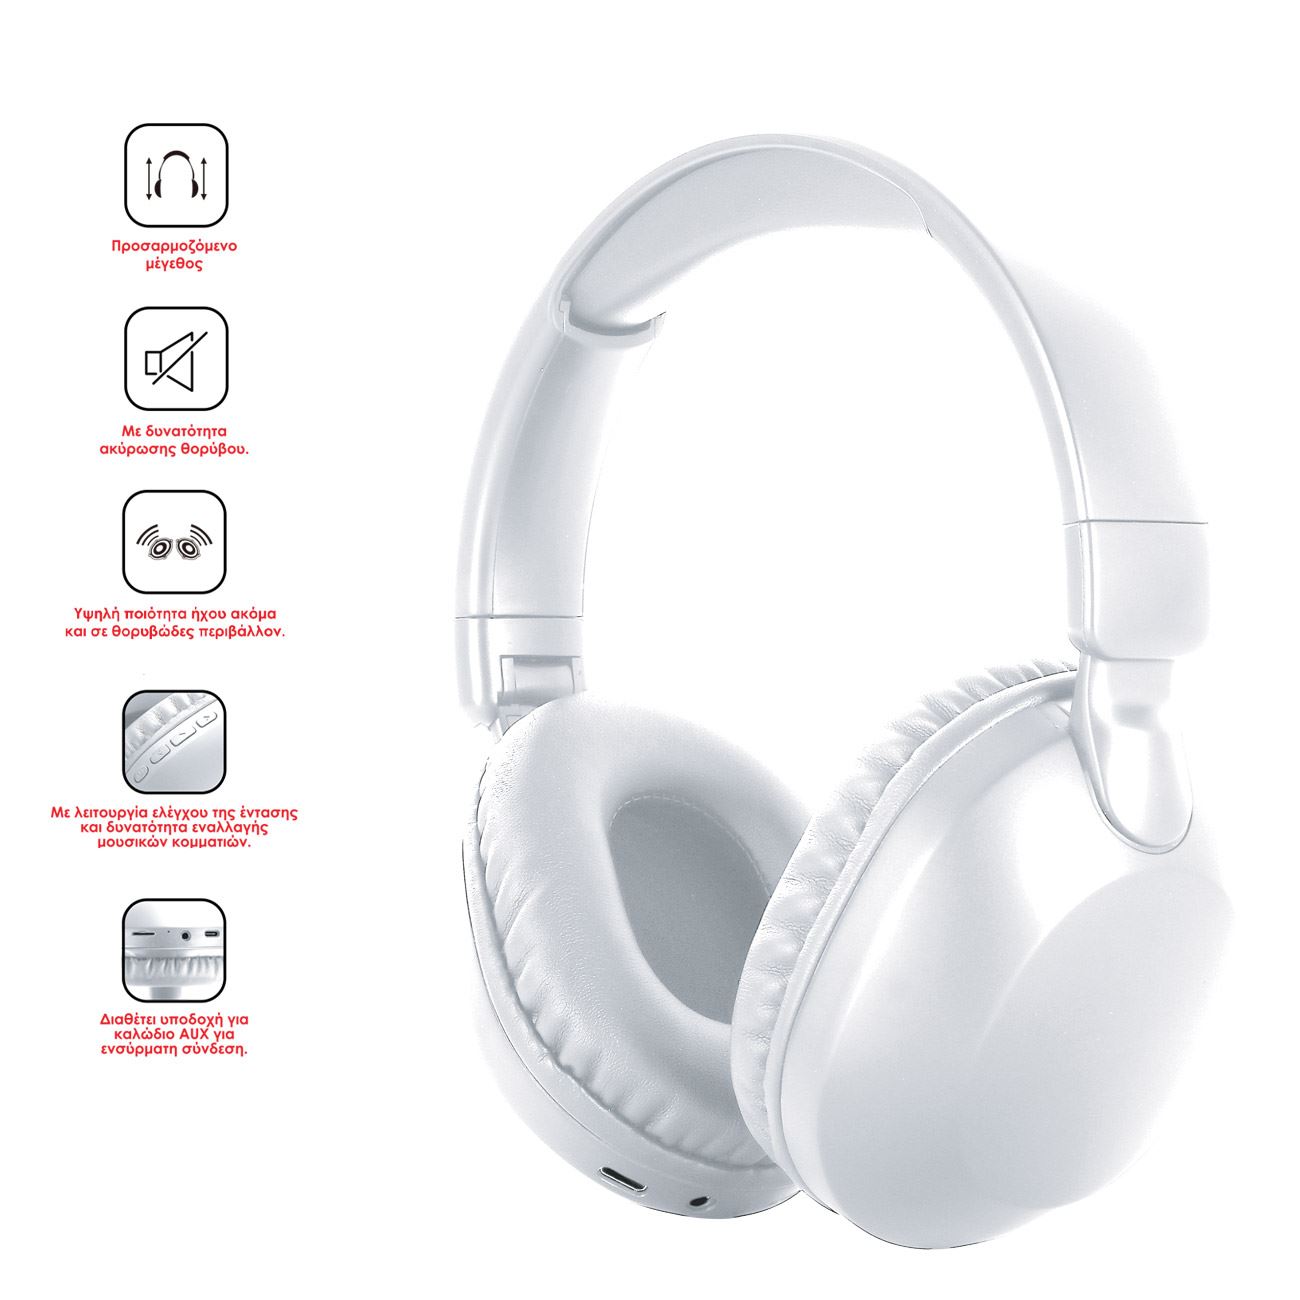 Προσαρμοζόμενο
μέγεθος
Με δυνατότητα
ακύρωσης θορύβου.
Υψηλή ποιότητα ήχου ακόμα
και σε θορυβώδες περιβάλλον.
Με λειτουργία ελέγχου της έντασης
και δυνατότητα εναλλαγής
μουσικών κομματιών.
Διαθέτει υποδοχή για
καλώδιο AUX για
ενσύρματη σύνδεση.